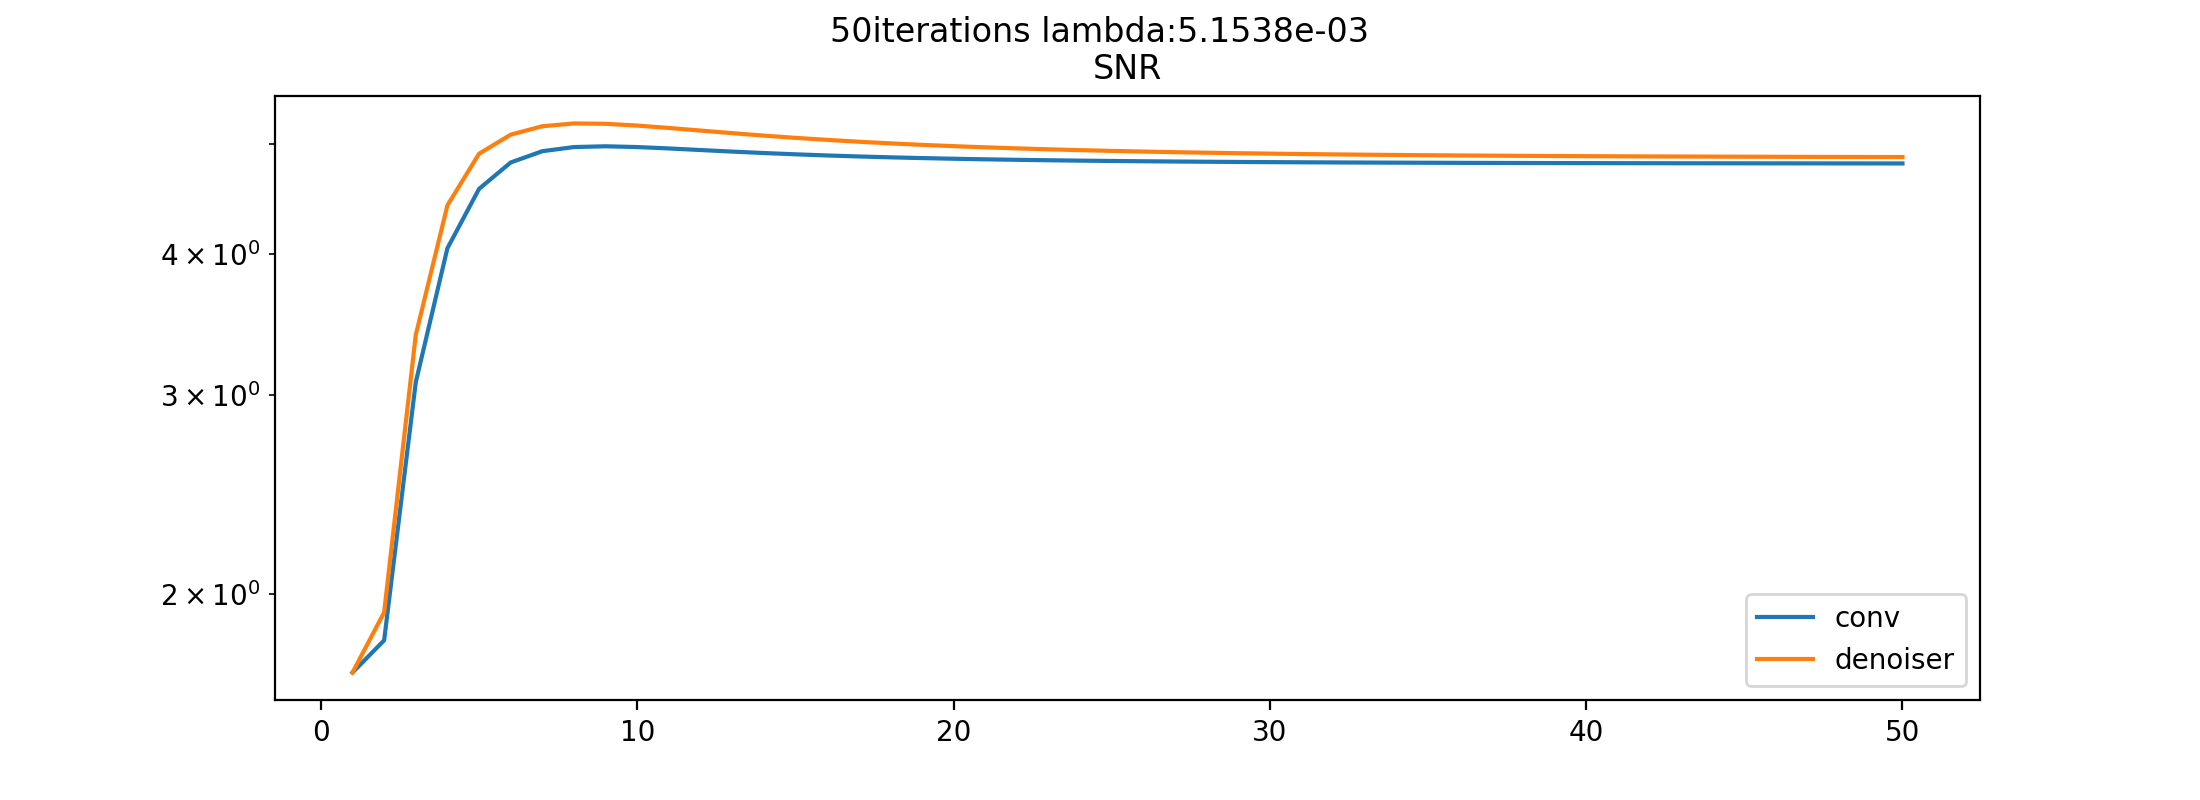 50iterations lambda:5.1538e-03
SNR
4 × 10⁰
3 × 10⁰
2 × 10⁰
conv
denoiser
0 10 20 30 40 50